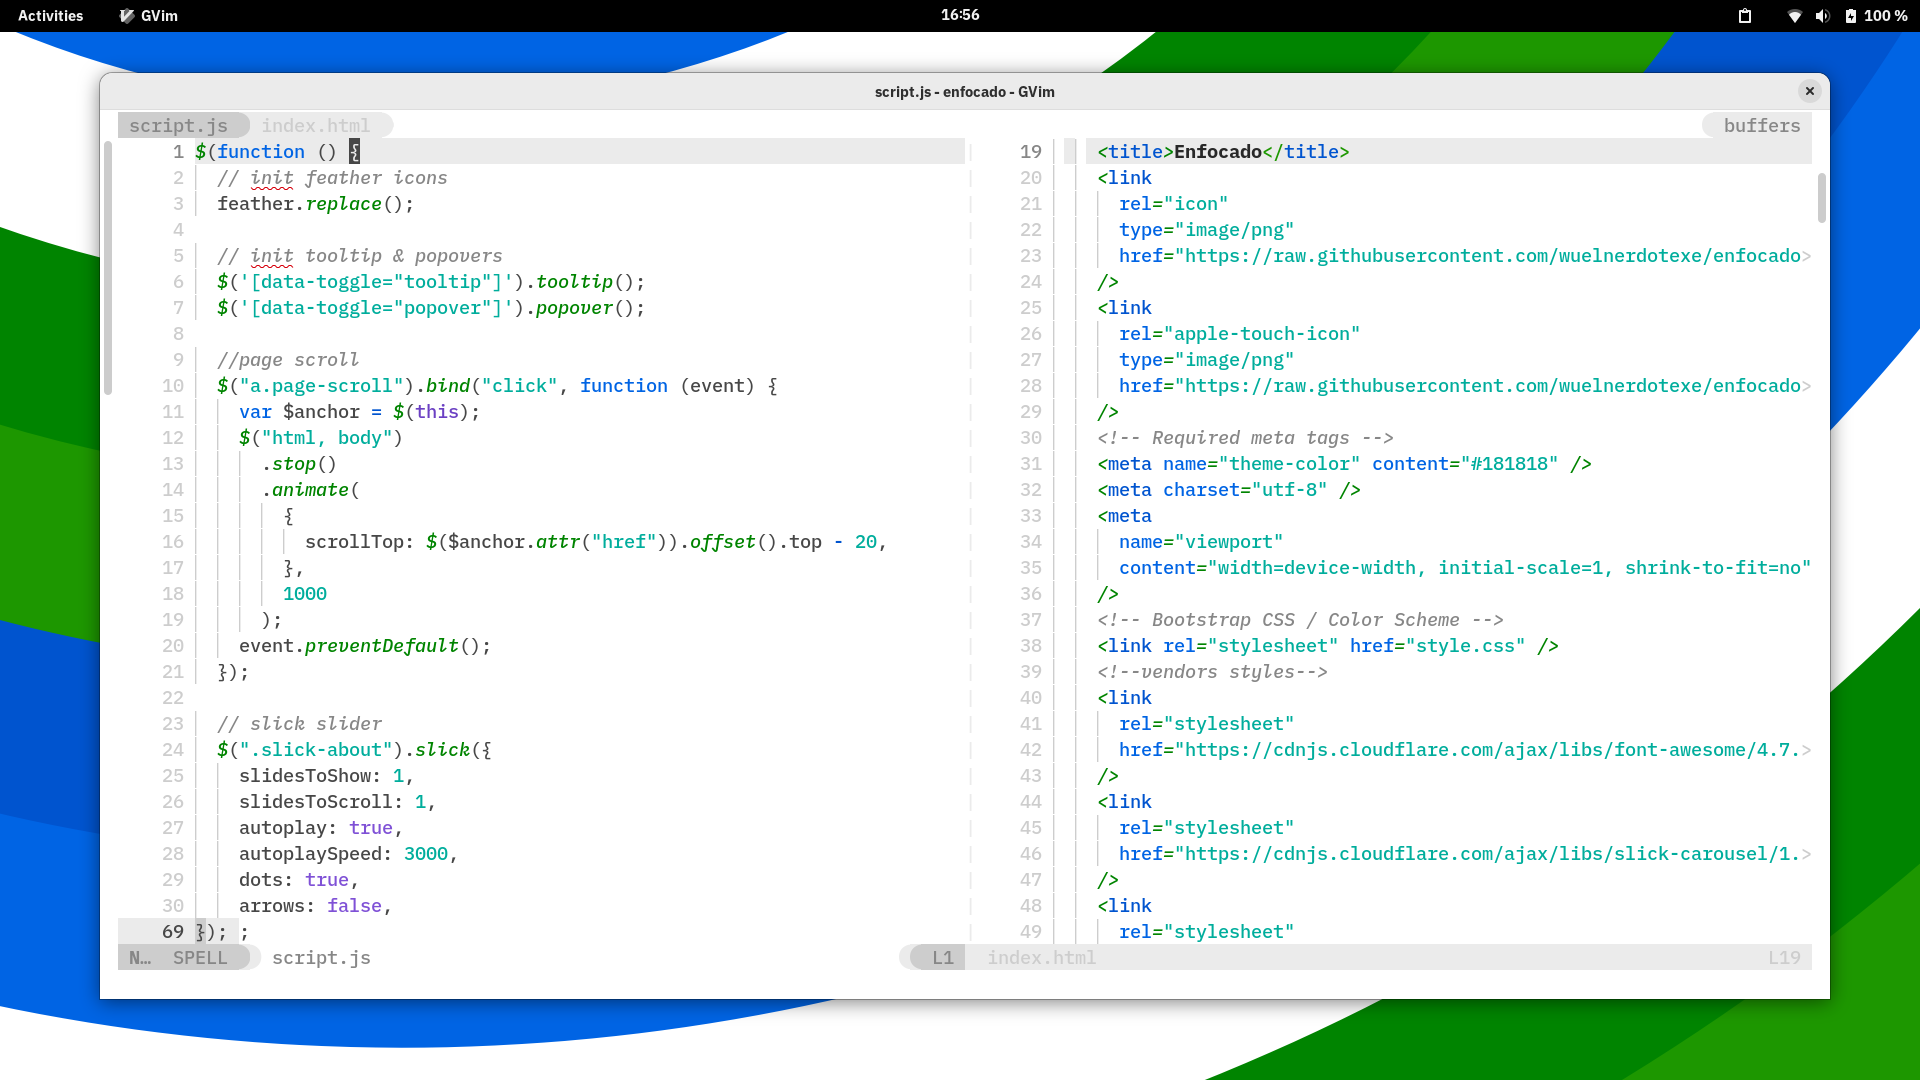 Activities GVim 16:56 100 %
script.js - enfocado - GVim
script.js index.html buffers
1 $(function () {
2 // init feather icons
3 feather.replace();
4
5 // init tooltip & popovers
6 $('[data-toggle="tooltip"]').tooltip();
7 $('[data-toggle="popover"]').popover();
8
9 //page scroll
10 $("a.page-scroll").bind("click", function (event) {
11 var $anchor = $(this);
12 $("html, body")
13 .stop()
14 .animate(
15 {
16 scrollTop: $($anchor.attr("href")).offset().top - 20,
17 },
18 1000
19 );
20 event.preventDefault();
21 });
22
23 // slick slider
24 $(".slick-about").slick({
25 slidesToShow: 1,
26 slidesToScroll: 1,
27 autoplay: true,
28 autoplaySpeed: 3000,
29 dots: true,
30 arrows: false,
69 }); ;
N… SPELL script.js L1
19 <title>Enfocado</title>
20 <link
21 rel="icon"
22 type="image/png"
23 href="https://raw.githubusercontent.com/wuelnerdotexe/enfocado>
24 />
25 <link
26 rel="apple-touch-icon"
27 type="image/png"
28 href="https://raw.githubusercontent.com/wuelnerdotexe/enfocado>
29 />
30 <!-- Required meta tags -->
31 <meta name="theme-color" content="#181818" />
32 <meta charset="utf-8" />
33 <meta
34 name="viewport"
35 content="width=device-width, initial-scale=1, shrink-to-fit=no"
36 />
37 <!-- Bootstrap CSS / Color Scheme -->
38 <link rel="stylesheet" href="style.css" />
39 <!--vendors styles-->
40 <link
41 rel="stylesheet"
42 href="https://cdnjs.cloudflare.com/ajax/libs/font-awesome/4.7.>
43 />
44 <link
45 rel="stylesheet"
46 href="https://cdnjs.cloudflare.com/ajax/libs/slick-carousel/1.>
47 />
48 <link
49 rel="stylesheet"
index.html L19